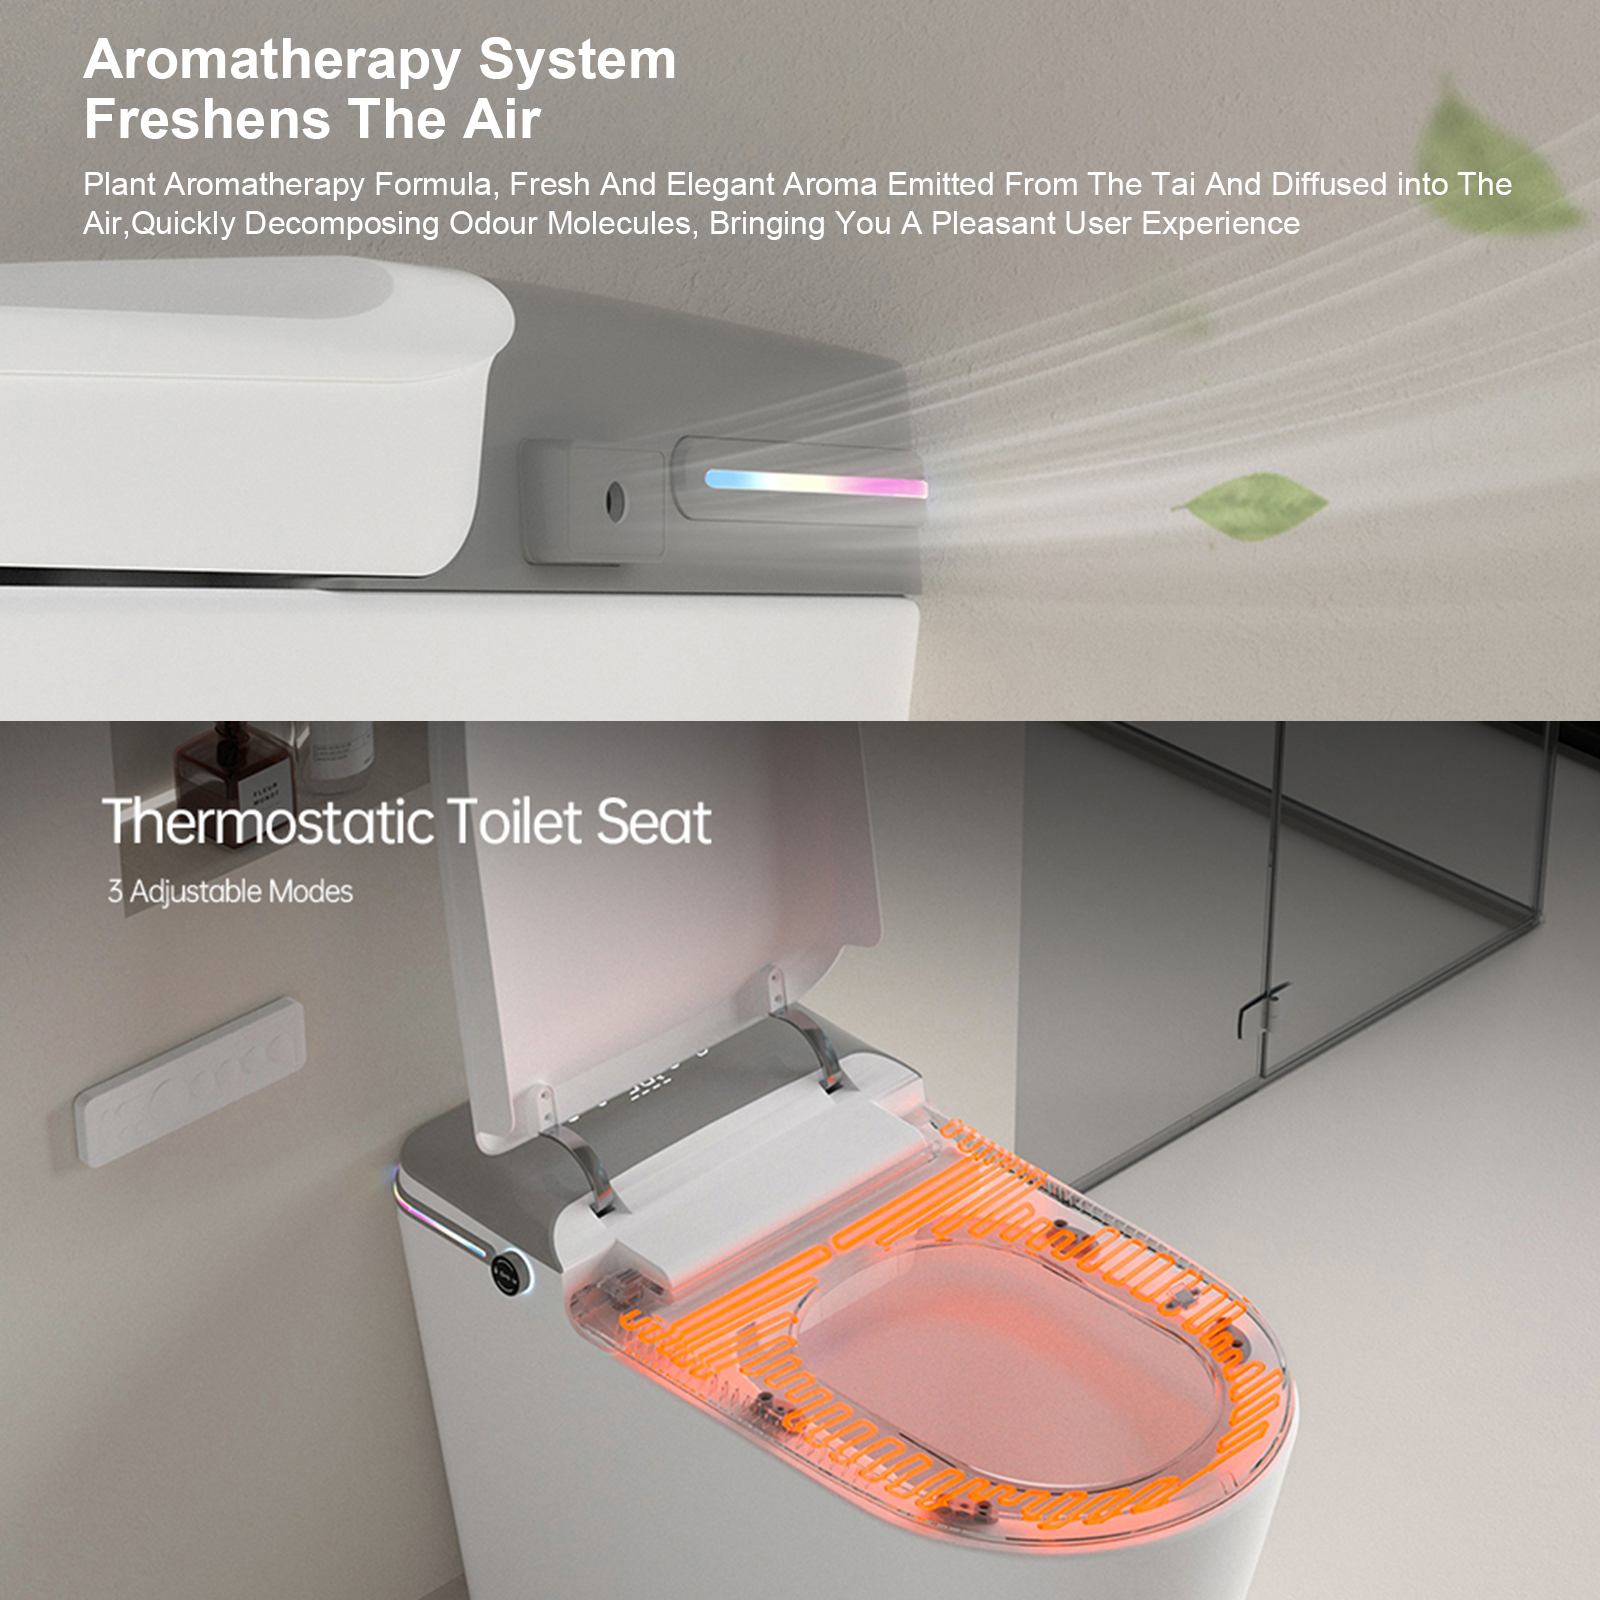 Aromatherapy System
Freshens The Air
Plant Aromatherapy Formula, Fresh And Elegant Aroma Emitted From The Tai And Diffused into The
Air,Quickly Decomposing Odour Molecules, Bringing You A Pleasant User Experience
FLEUR
Thermostatic Toilet Seat
3 Adjustable Modes